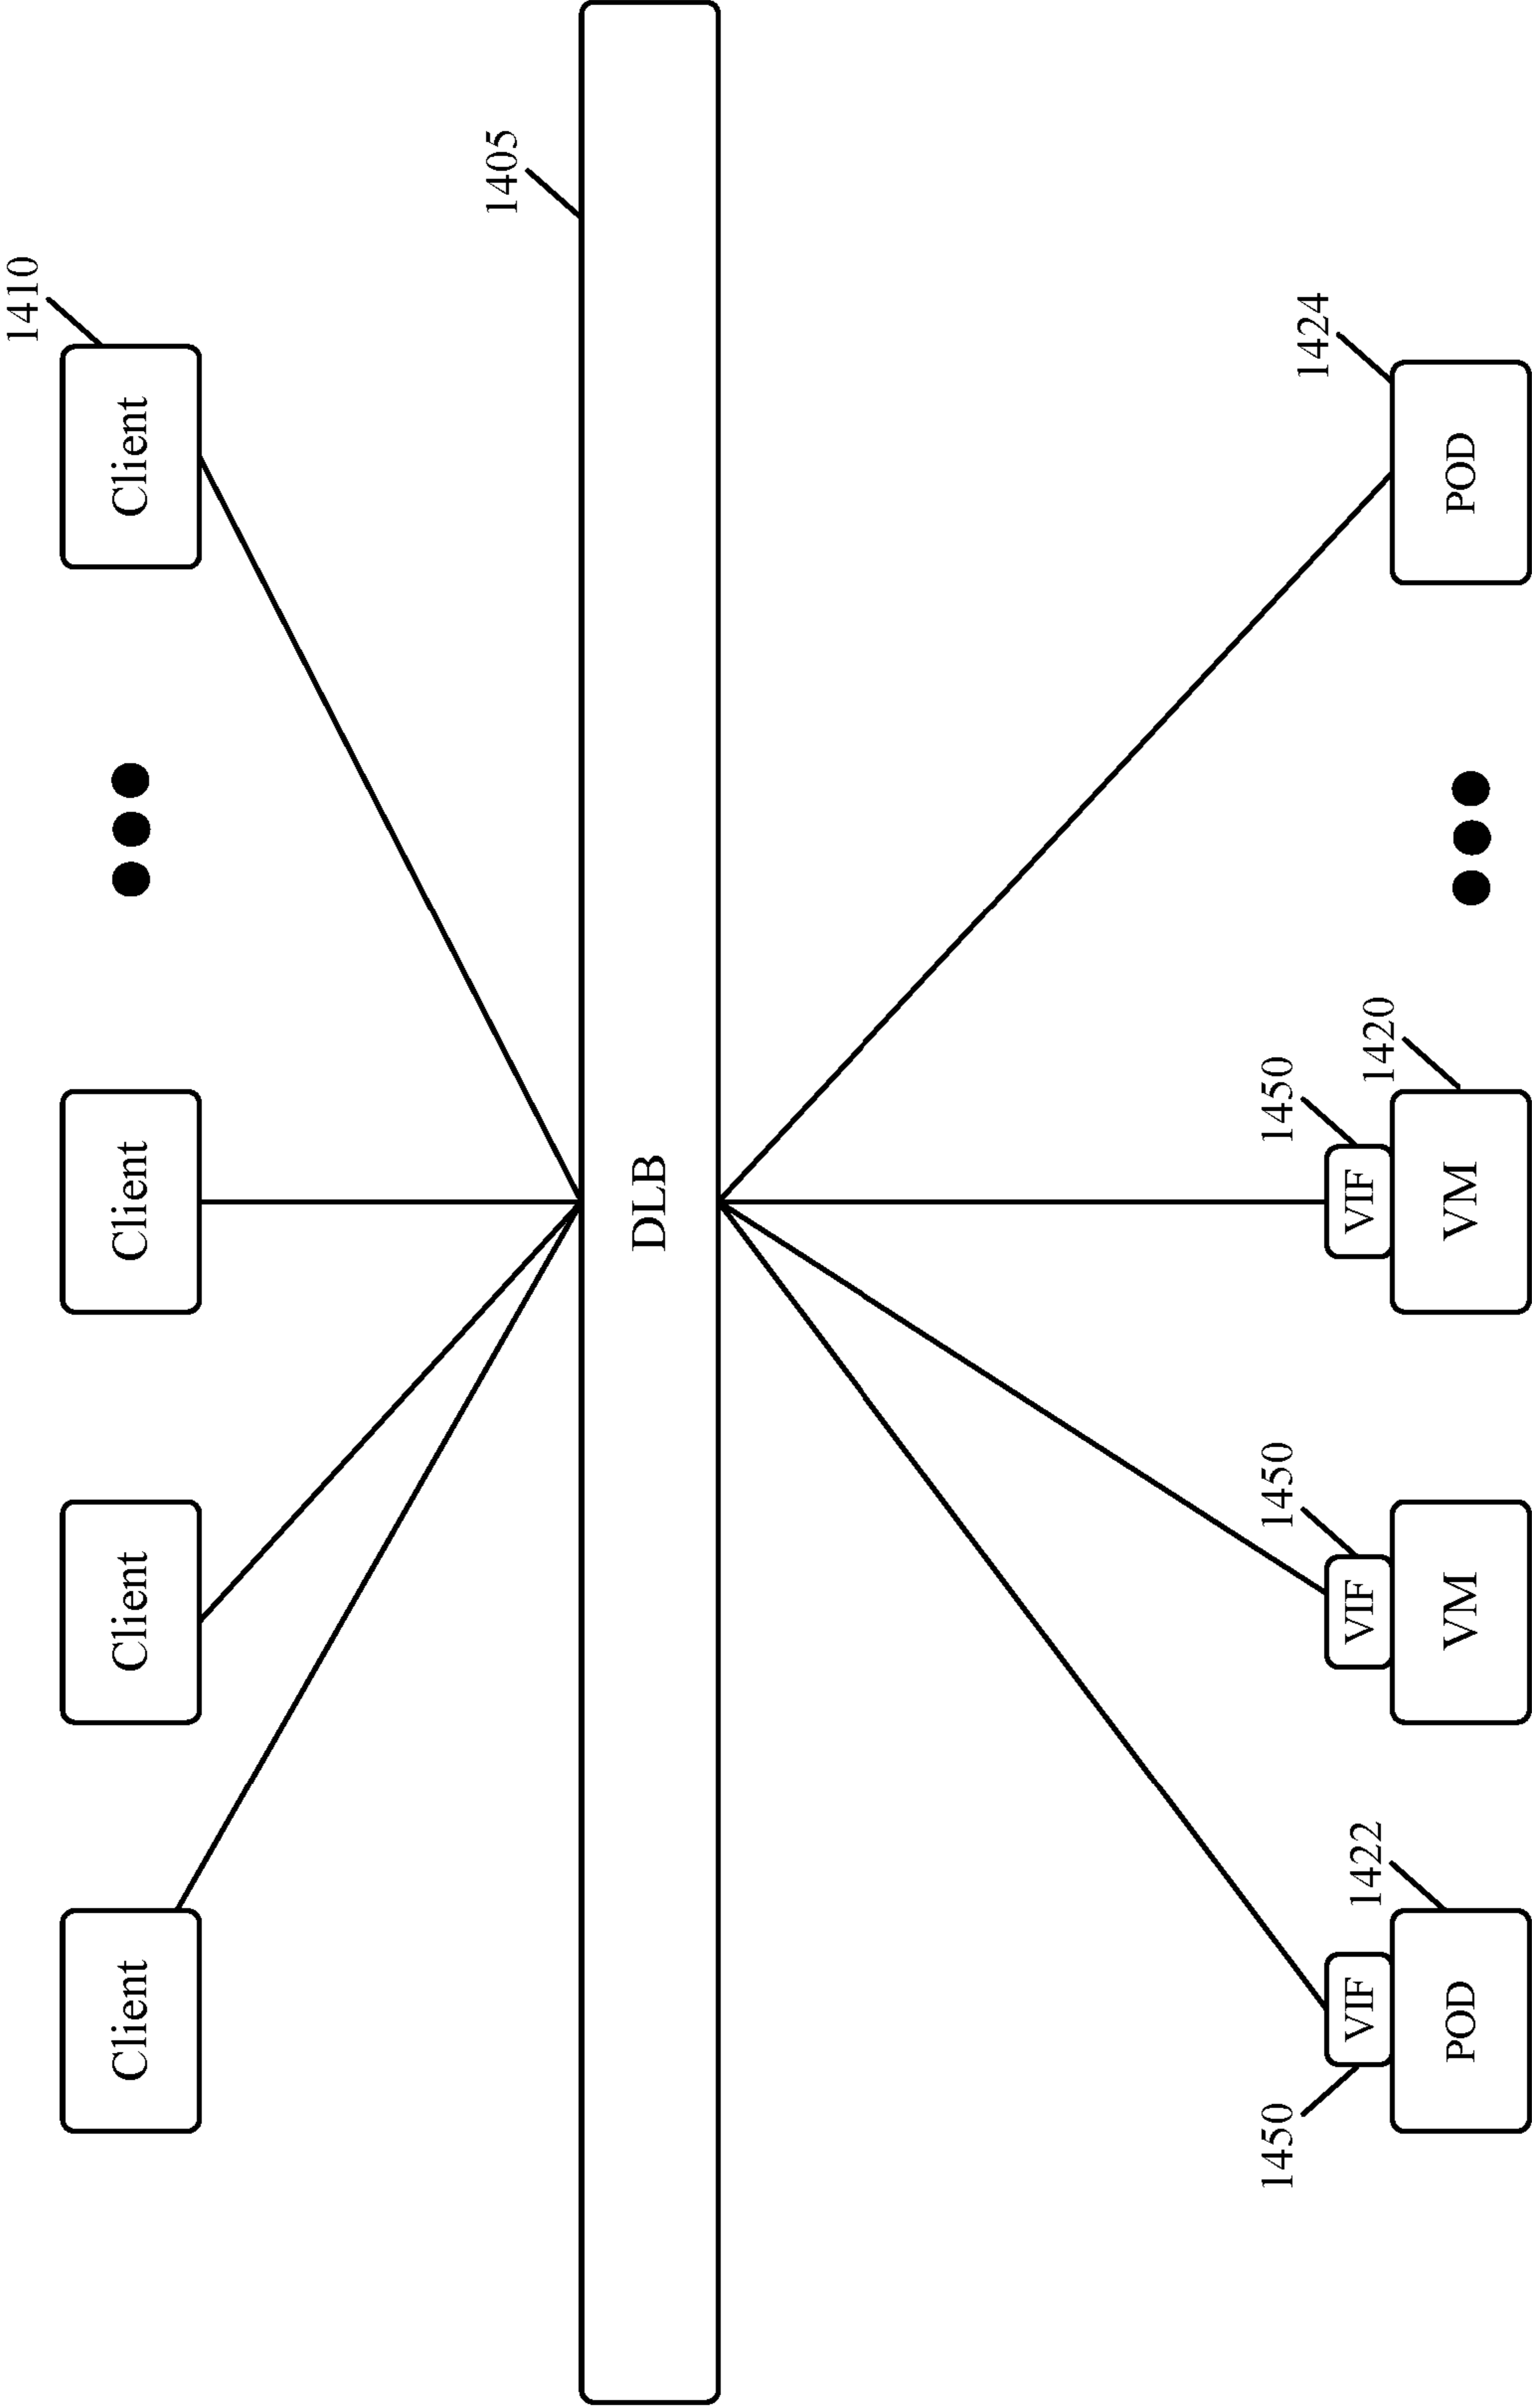 1410
Client
Client
Client
Client
1405
DLB
1450
1450
1450
1424
VIF
1422
VIF
VIF
1420
POD
VM
VM
POD